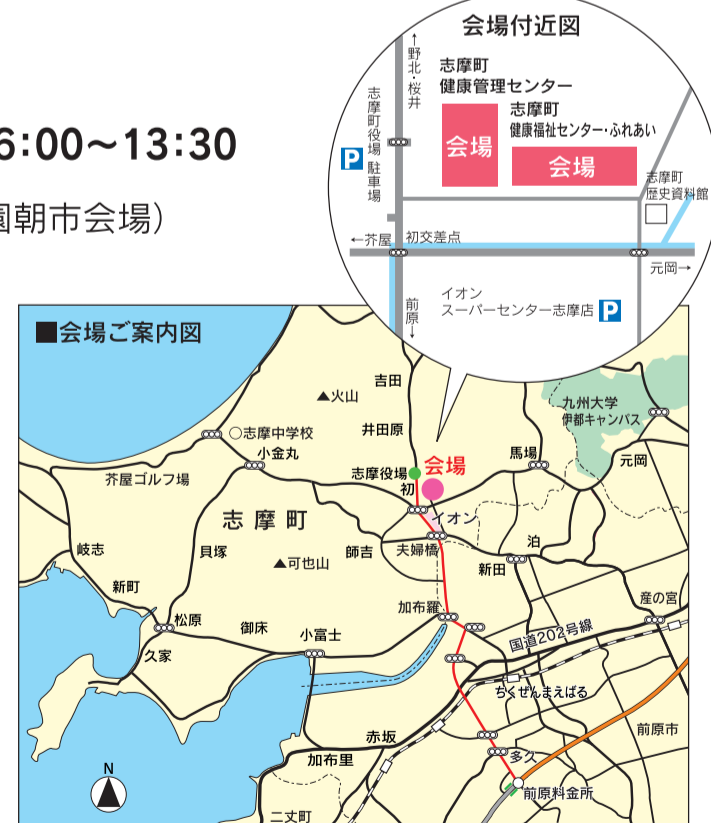 会場付近図
↑野北・桜井
志摩町
健康管理センター
志摩町
健康福祉センター・ふれあい
会場
会場
志摩町役場 駐車場
P
志摩町
歴史資料館
←芥屋
初交差点
元岡→
前原↓
イオン
スーパーセンター志摩店 P
6:00～13:30
園朝市会場）
■会場ご案内図
吉田
▲火山
井田原
九州大学
伊都キャンパス
○志摩中学校
小金丸
芥屋ゴルフ場
志摩役場
会場
初
馬場
元岡
イオン
志摩町
岐志
貝塚
▲可也山
師吉
夫婦橋
泊
新田
新町
加布羅
産の宮
松原
御床
小富士
久家
国道202号線
ちくぜんまえばる
赤坂
前原市
加布里
多久
N
前原料金所
二丈町